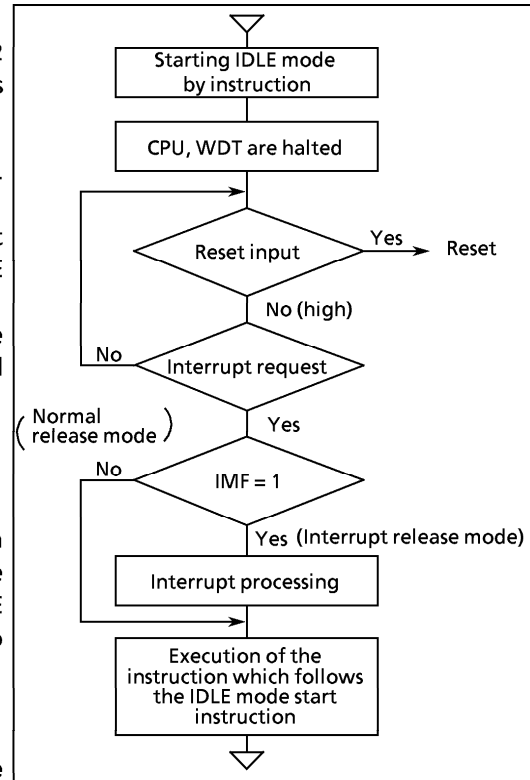 Starting IDLE mode
by instruction
CPU, WDT are halted
Reset input
Yes
Reset
No (high)
No
Interrupt request
(Normal
release mode)
Yes
No
IMF = 1
Yes (Interrupt release mode)
Interrupt processing
Execution of the
instruction which follows
the IDLE mode start
instruction